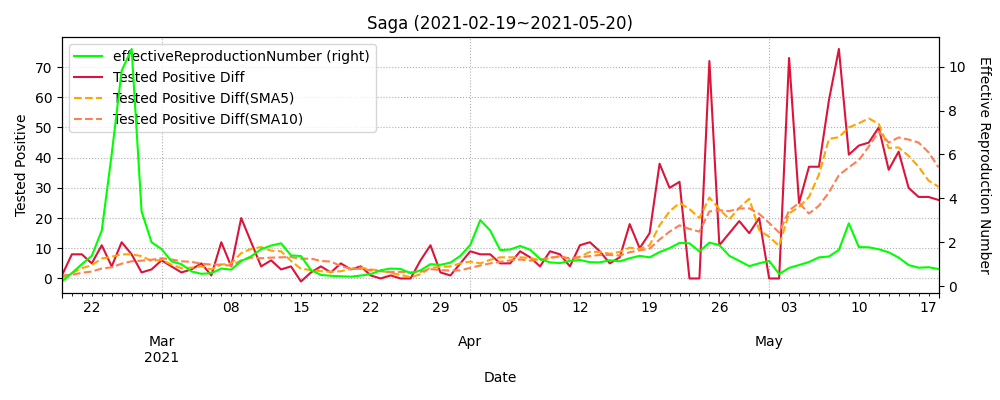 Saga (2021-02-19~2021-05-20)
effectiveReproductionNumber (right)
Tested Positive Diff
Tested Positive Diff(SMA5)
Tested Positive Diff(SMA10)
Tested Positive
70
60
50
40
30
20
10
0
10
8
6
4
2
0
Effective Reproduction Number
22 08 15 22 29 05 12 19 26 03 10 17
Mar Apr May
2021
Date